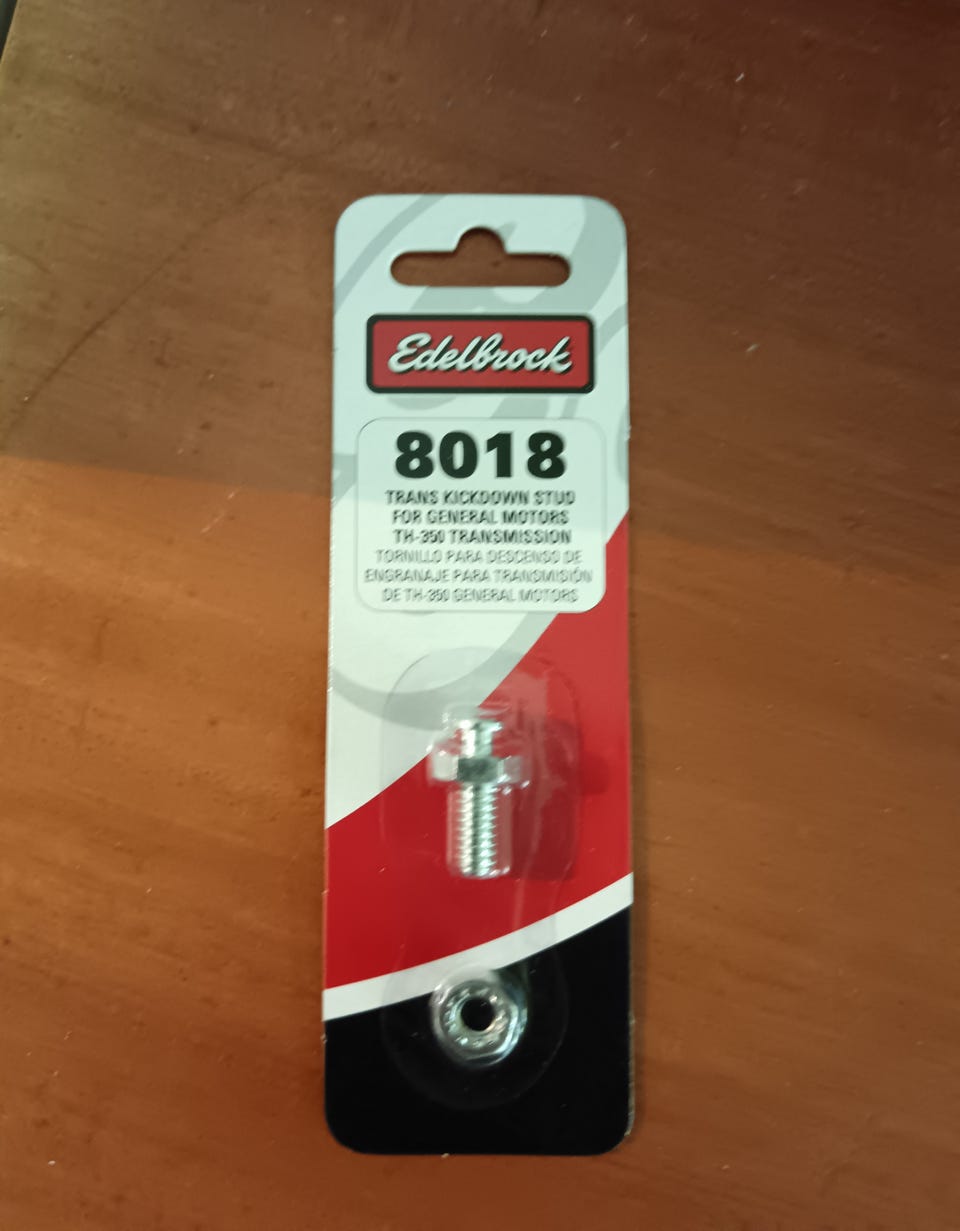 Edelbrock
8018
TRANS KICKDOWN STUD
FOR GENERAL MOTORS
TH-350 TRANSMISSION
TORNILLO PARA DESCENSO DE
ENGRANAJE PARA TRANSMISIÓN
DE TH-350 GENERAL MOTORS